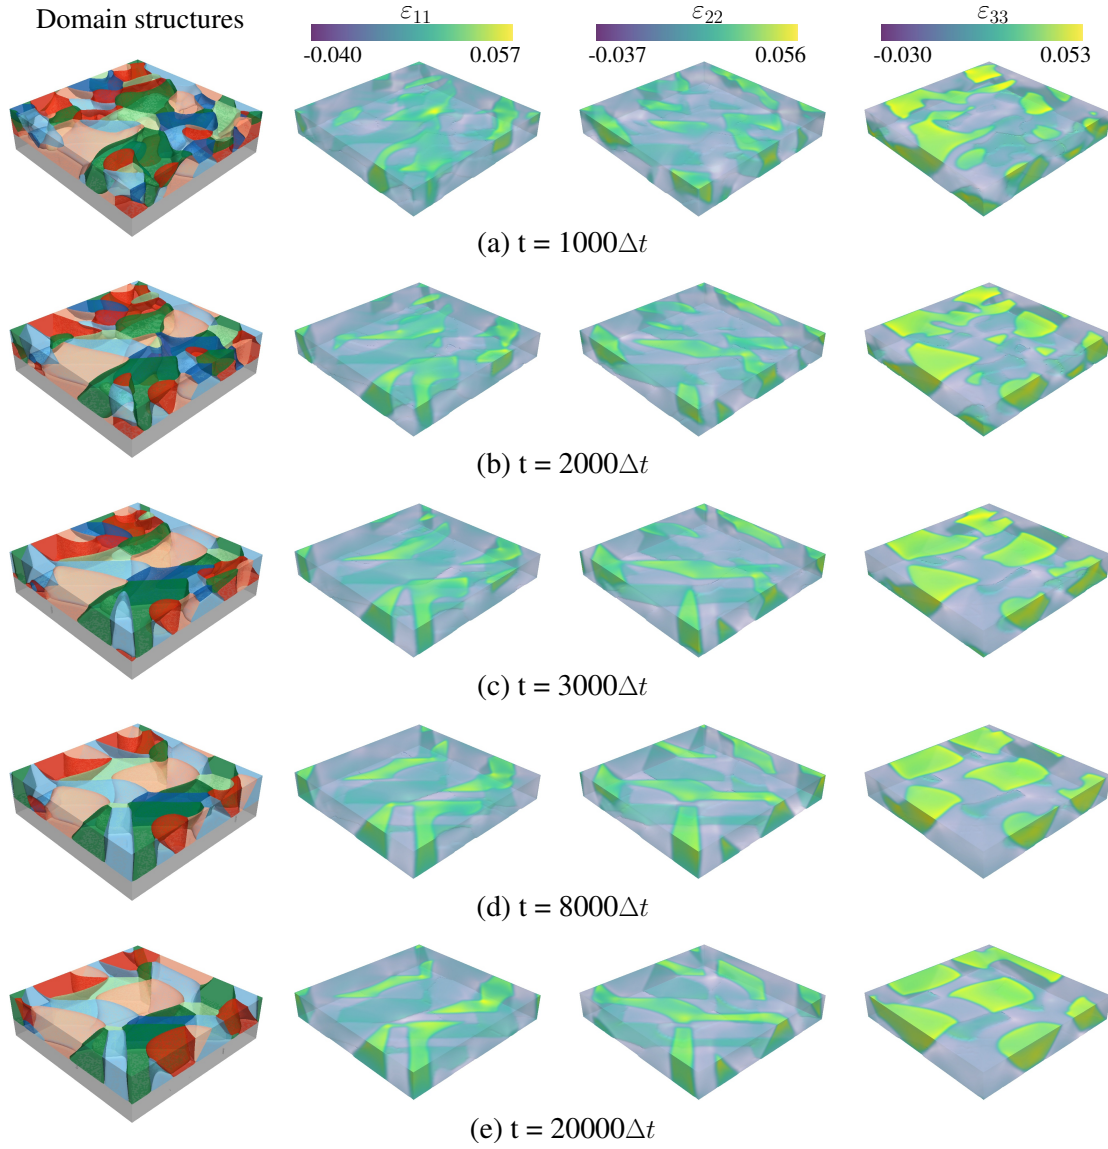 Domain structures
ε₁₁
-0.040 0.057
ε₂₂
-0.037 0.056
ε₃₃
-0.030 0.053
(a) t = 1000Δt
(b) t = 2000Δt
(c) t = 3000Δt
(d) t = 8000Δt
(e) t = 20000Δt